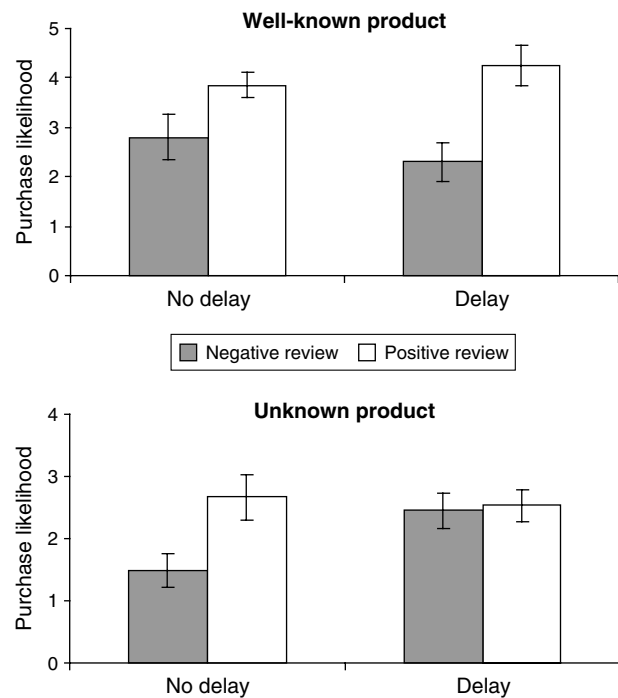 Well-known product
Purchase likelihood
5
4
3
2
1
0
No delay Delay
Negative review Positive review
Unknown product
Purchase likelihood
4
3
2
1
0
No delay Delay